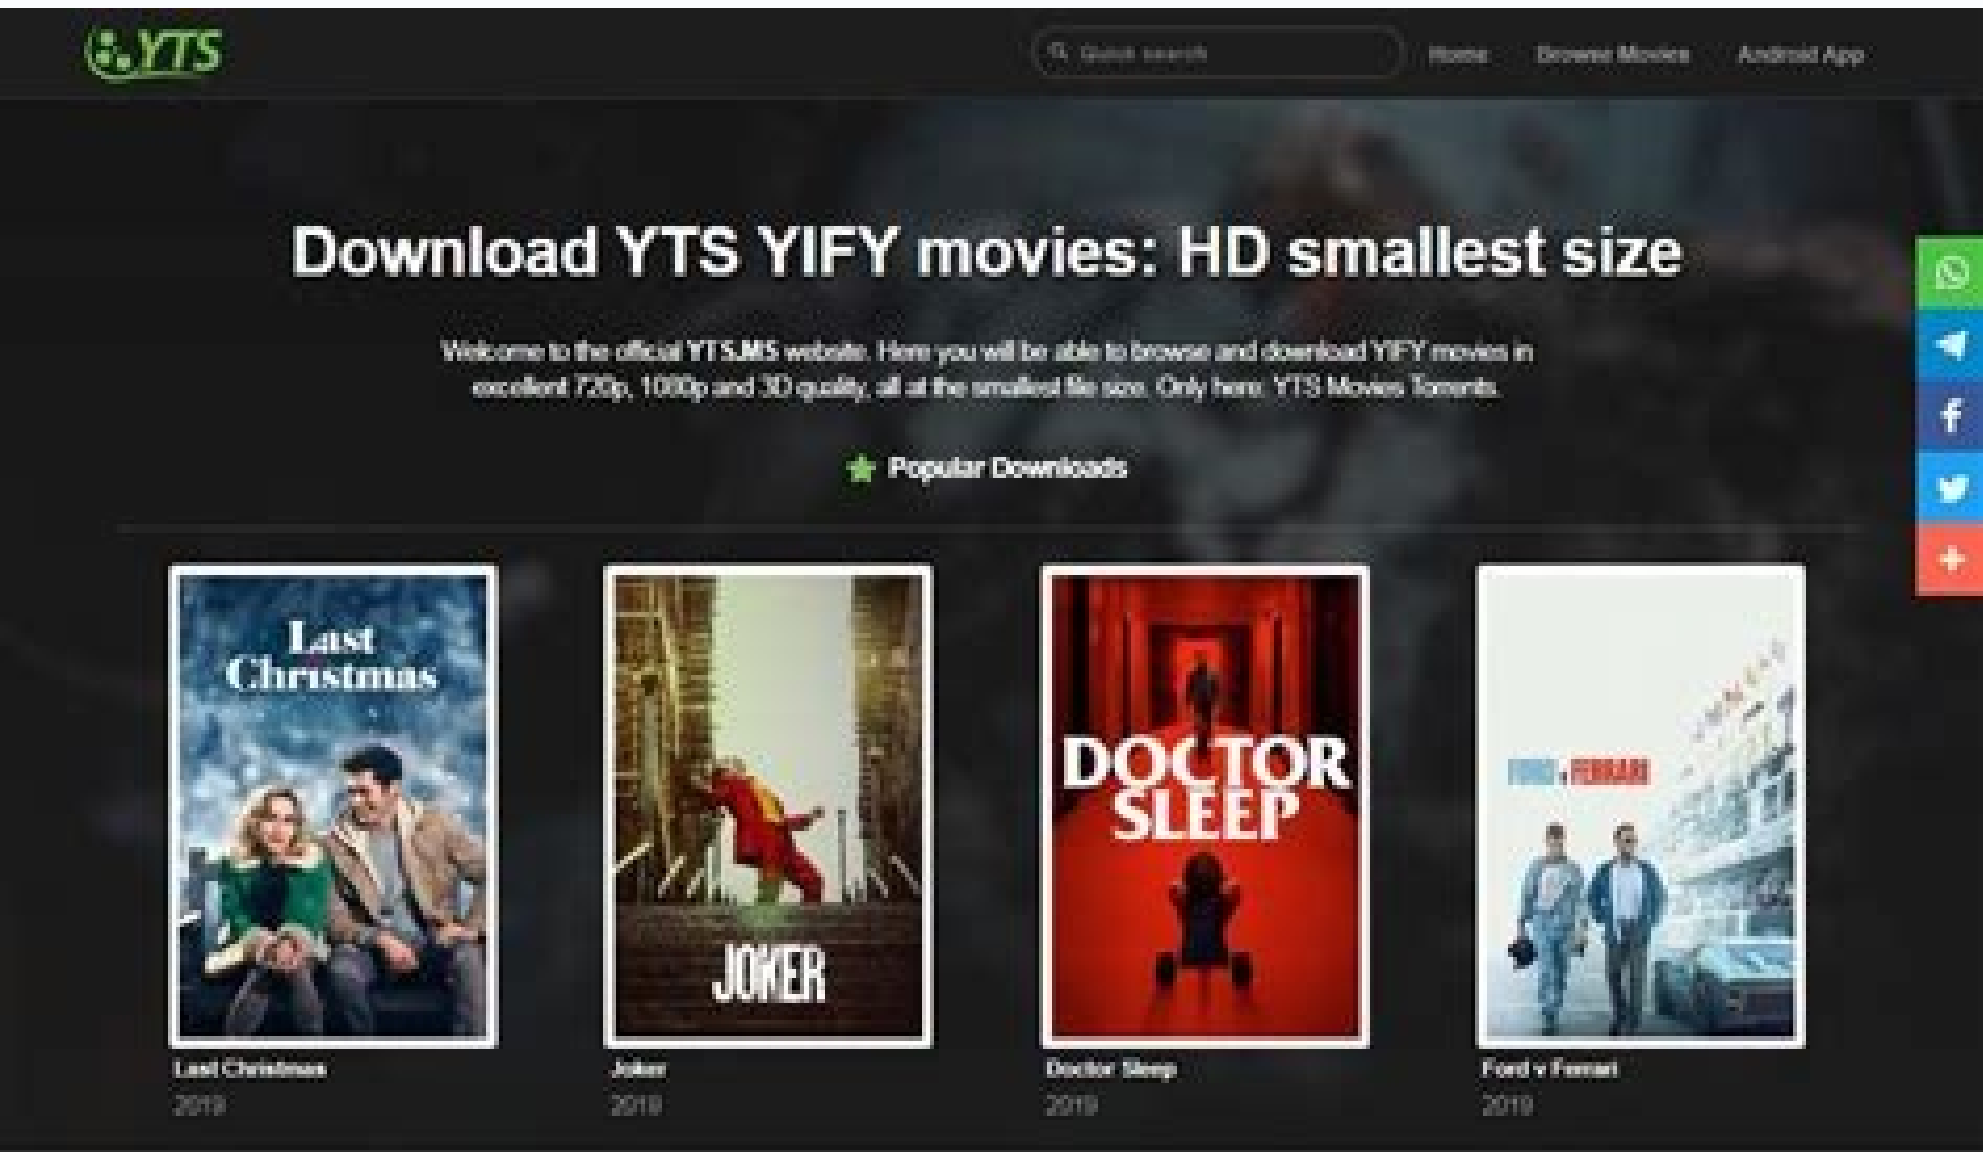 YTS
Quick search
Home
Browse Movies
Android App
Download YTS YIFY movies: HD smallest size
Welcome to the official YTS.MS website. Here you will be able to browse and download YIFY movies in
excellent 720p, 1080p and 3D quality, all at the smallest file size. Only here: YTS Movies Torrents.
Popular Downloads
Last
Christmas
JOKER
DOCTOR
SLEEP
FORD v FERRARI
Last Christmas
2019
Joker
2019
Doctor Sleep
2019
Ford v Ferrari
2019